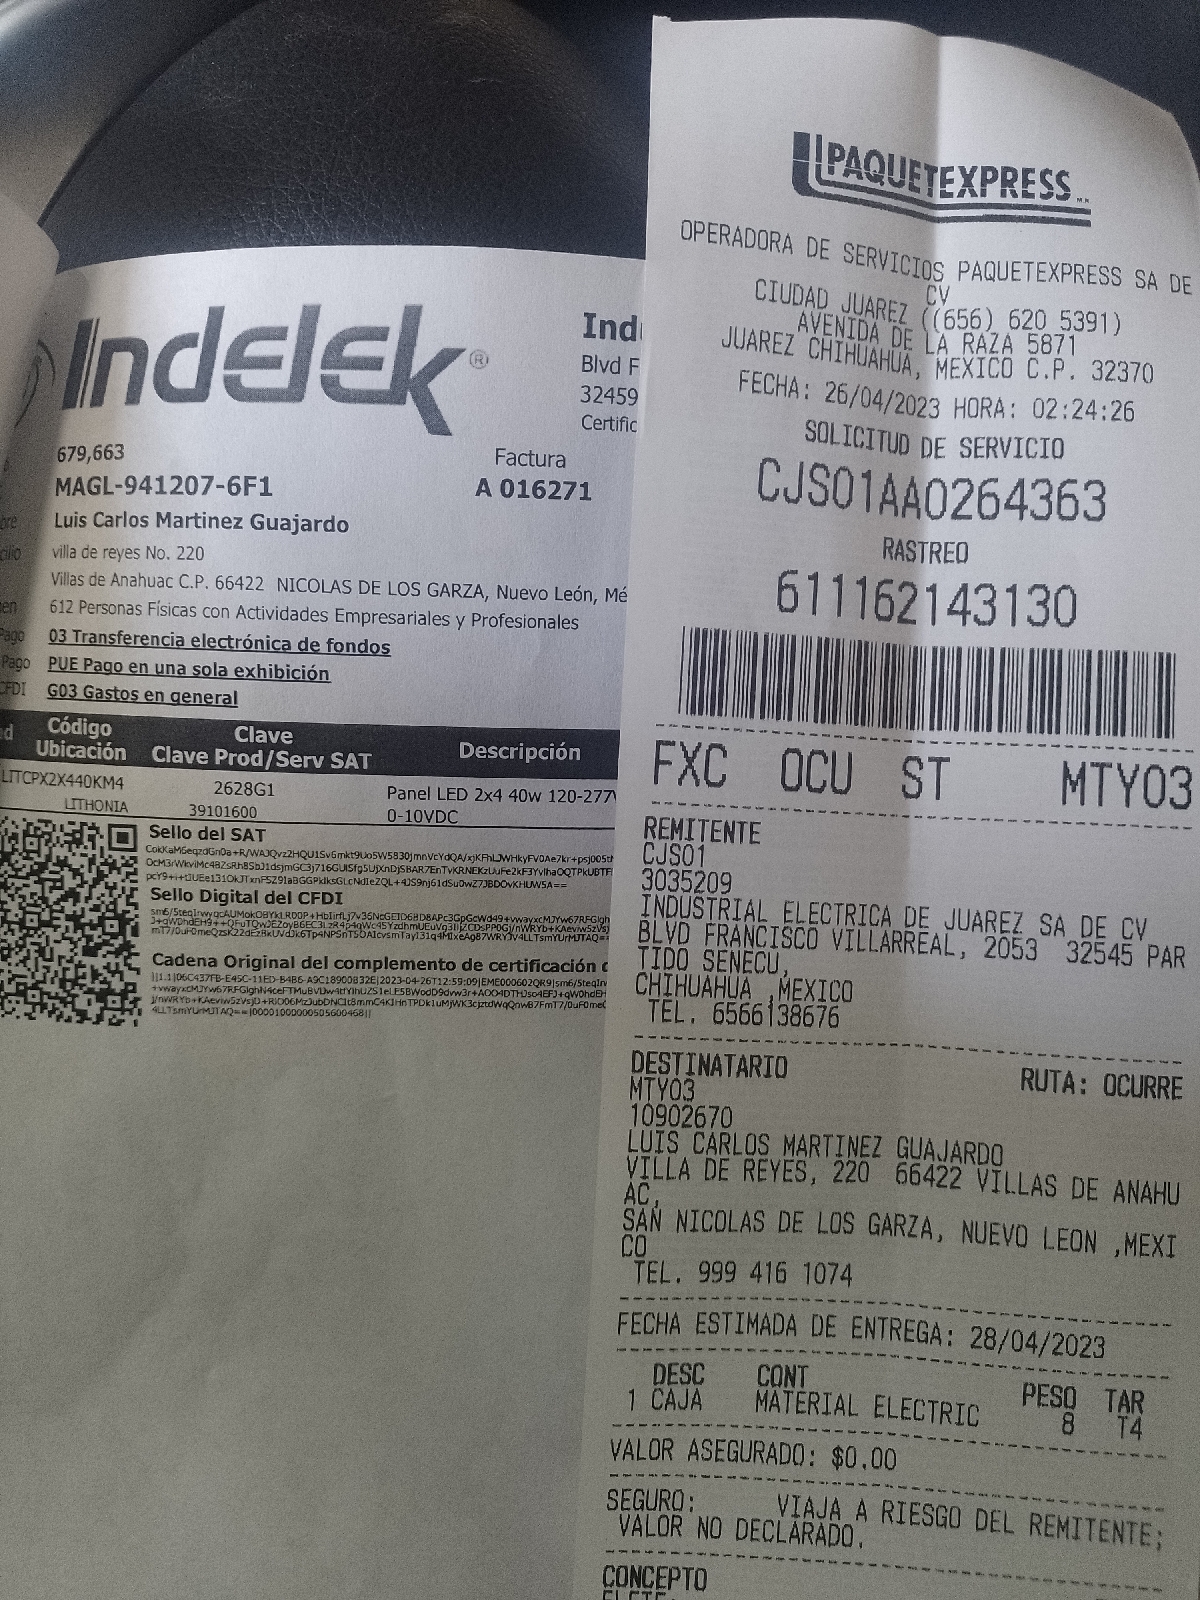 Indelek®
Ind
Blvd F
32459
Certific
679,663
Factura
MAGL-941207-6F1
A 016271
Luis Carlos Martinez Guajardo
villa de reyes No. 220
Villas de Anahuac C.P. 66422 NICOLAS DE LOS GARZA, Nuevo León, Mé
612 Personas Físicas con Actividades Empresariales y Profesionales
Pago 03 Transferencia electrónica de fondos
Pago PUE Pago en una sola exhibición
CFDI G03 Gastos en general
Código
Ubicación
Clave
Clave Prod/Serv SAT
Descripción
LITCPX2X440KM4
2628G1
Panel LED 2x4 40w 120-277V
LITHONIA
39101600
0-10VDC
Sello del SAT
Sello Digital del CFDI
Cadena Original del complemento de certificación d
PAQUETEXPRESS
OPERADORA DE SERVICIOS PAQUETEXPRESS SA DE
CV
CIUDAD JUAREZ ((656) 620 5391)
AVENIDA DE LA RAZA 5871
JUAREZ CHIHUAHUA, MEXICO C.P. 32370
FECHA: 26/04/2023 HORA: 02:24:26
SOLICITUD DE SERVICIO
CJS01AA0264363
RASTREO
611162143130
FXC OCU ST MTY03
REMITENTE
CJS01
3035209
INDUSTRIAL ELECTRICA DE JUAREZ SA DE CV
BLVD FRANCISCO VILLARREAL, 2053 32545 PAR
TIDO SENECU,
CHIHUAHUA ,MEXICO
TEL. 6566138676
DESTINATARIO RUTA: OCURRE
MTY03
10902670
LUIS CARLOS MARTINEZ GUAJARDO
VILLA DE REYES, 220 66422 VILLAS DE ANAHU
AC,
SAN NICOLAS DE LOS GARZA, NUEVO LEON ,MEXI
CO
TEL. 999 416 1074
FECHA ESTIMADA DE ENTREGA: 28/04/2023
DESC CONT PESO TAR
1 CAJA MATERIAL ELECTRIC 8 T4
VALOR ASEGURADO: $0.00
SEGURO: VIAJA A RIESGO DEL REMITENTE;
VALOR NO DECLARADO.
CONCEPTO